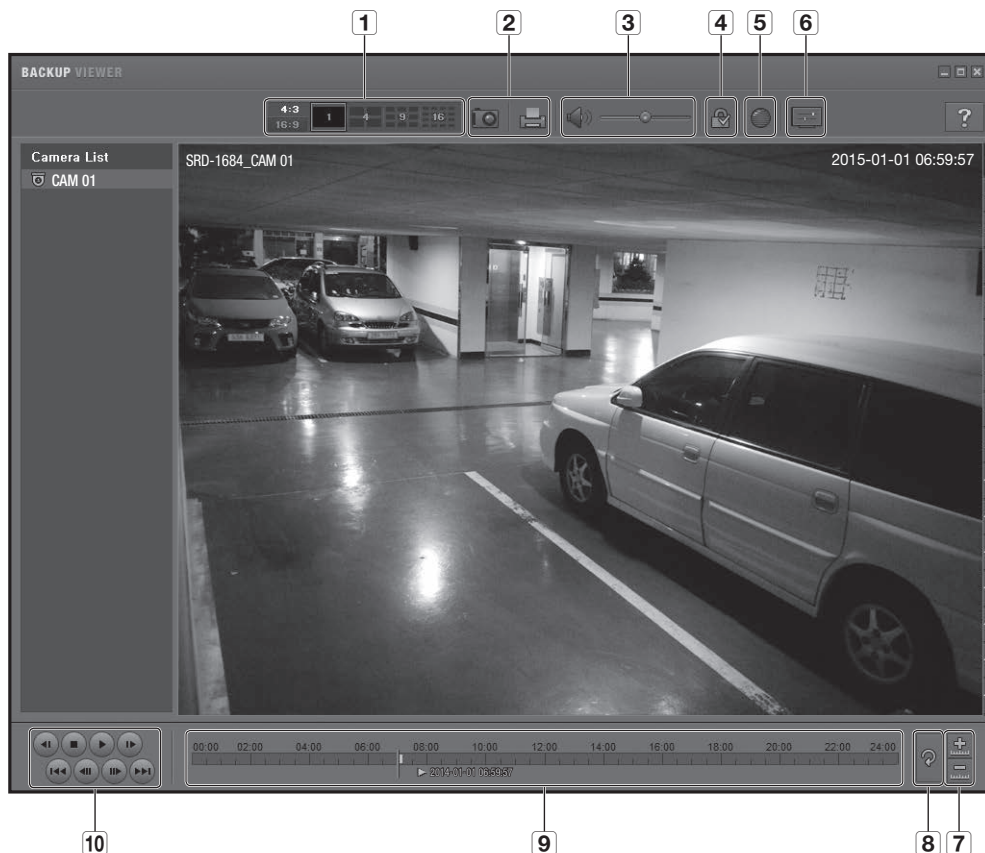 1 2 3 4 5 6
BACKUP VIEWER
4:3 1 4 9 16
16:9
?
Camera List
CAM 01
SRD-1684_CAM 01 2015-01-01 06:59:57
00:00 02:00 04:00 06:00 08:00 10:00 12:00 14:00 16:00 18:00 20:00 22:00 24:00
2014-01-01 06:59:57
10 9 8 7